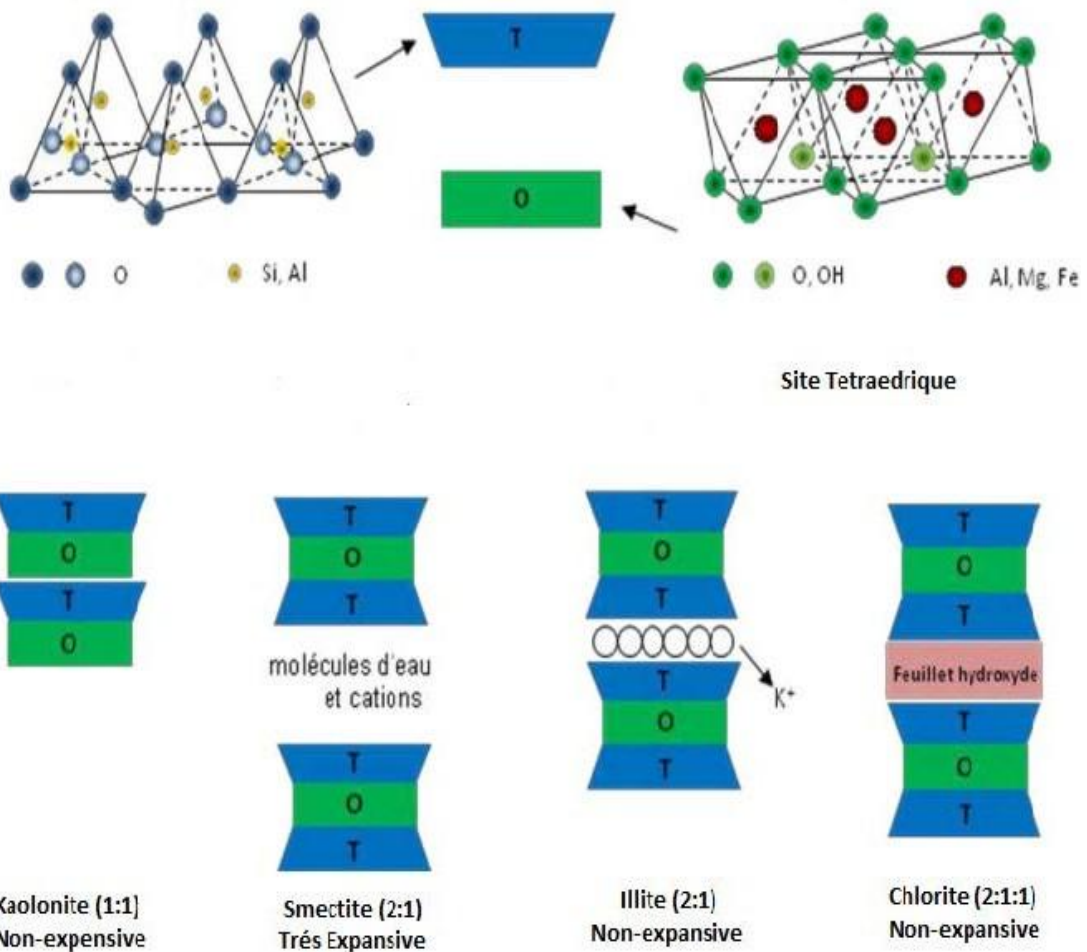 T
O
O
Si, Al
O, OH
Al, Mg, Fe
Site Tetraedrique
T
O
T
O
T
O
T
molécules d'eau
et cations
T
O
T
T
O
T
K+
T
O
T
T
O
T
Feuillet hydroxyde
T
O
T
Kaolonite (1:1)
Non-expensive
Smectite (2:1)
Trés Expansive
Illite (2:1)
Non-expansive
Chlorite (2:1:1)
Non-expansive